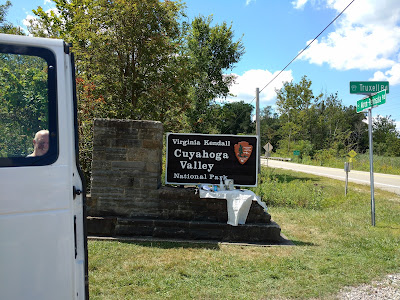 Virginia Kendall
Cuyahoga
Valley
National Park
Truxell